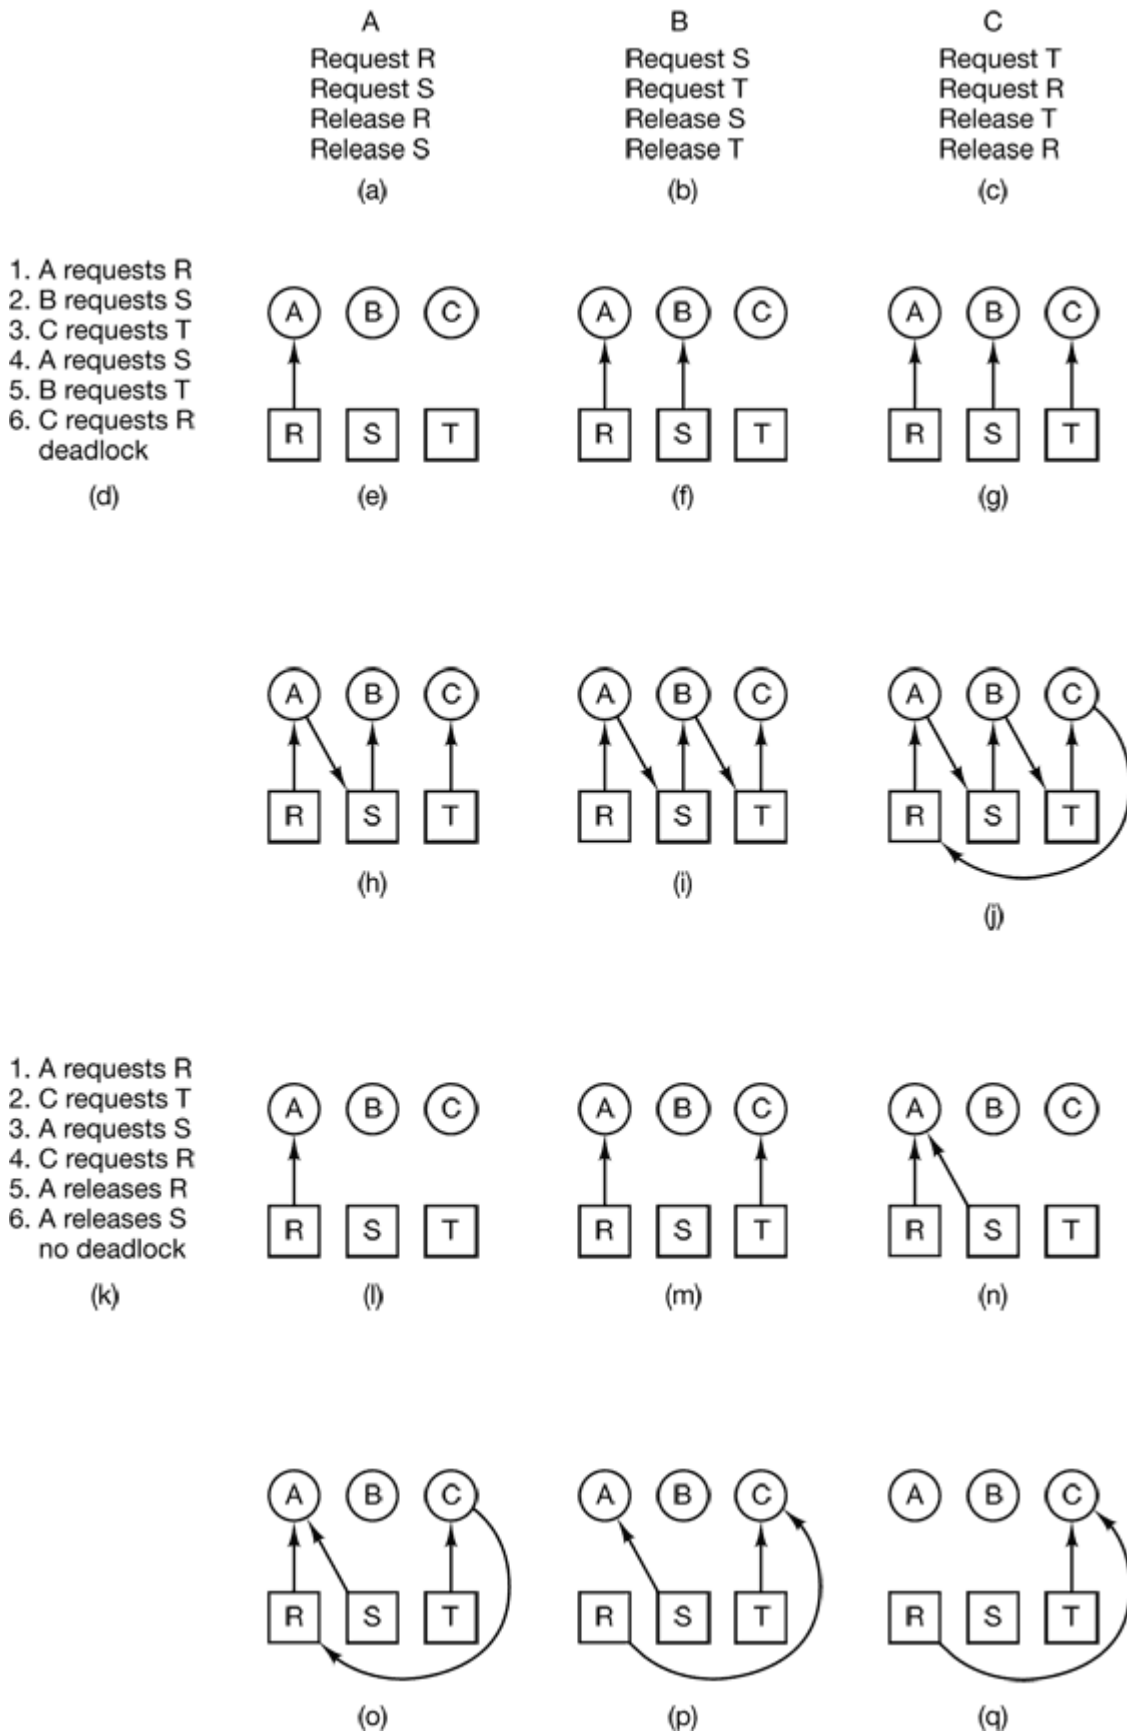 A B C
Request R Request S Request T
Request S Request T Request R
Release R Release S Release T
Release S Release T Release R
(a) (b) (c)
1. A requests R
2. B requests S
3. C requests T
4. A requests S
5. B requests T
6. C requests R
deadlock
(d)
A B C
R S T
(e)
A B C
R S T
(f)
A B C
R S T
(g)
A B C
R S T
(h)
A B C
R S T
(i)
A B C
R S T
(j)
1. A requests R
2. C requests T
3. A requests S
4. C requests R
5. A releases R
6. A releases S
no deadlock
(k)
A B C
R S T
(l)
A B C
R S T
(m)
A B C
R S T
(n)
A B C
R S T
(o)
A B C
R S T
(p)
A B C
R S T
(q)